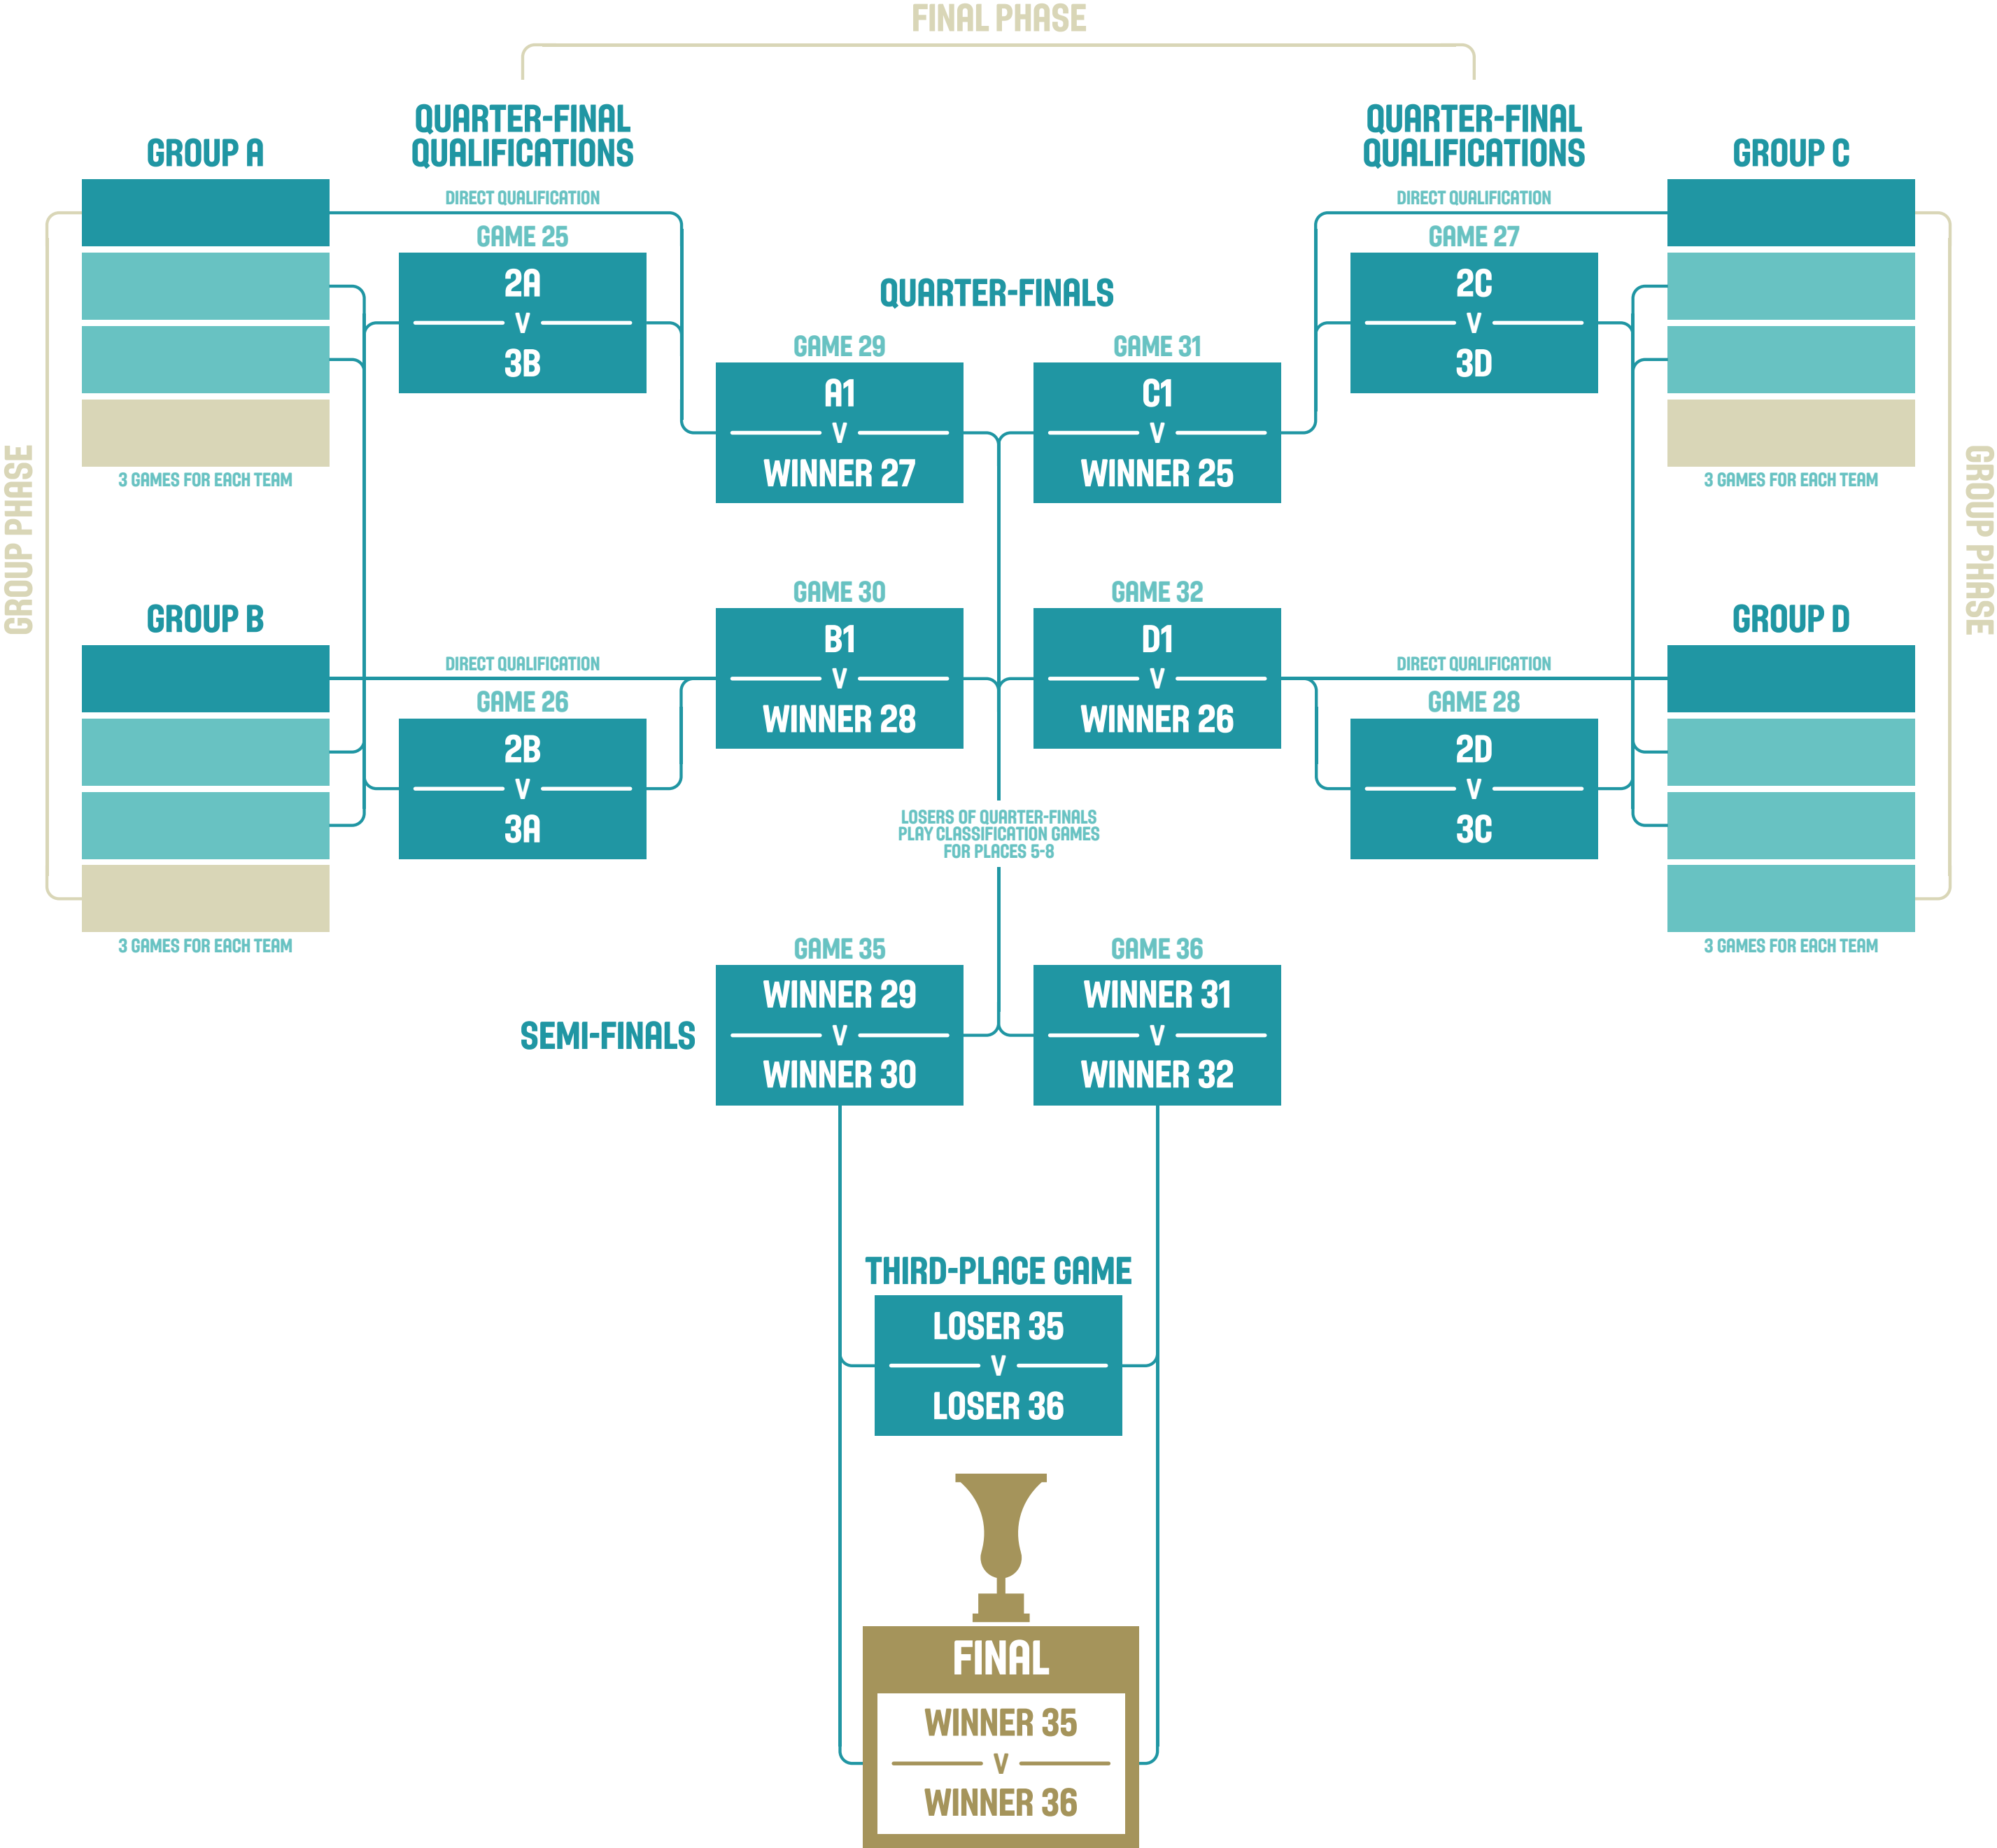 FINAL PHASE
QUARTER-FINAL
QUALIFICATIONS
QUARTER-FINAL
QUALIFICATIONS
GROUP A
GROUP C
DIRECT QUALIFICATION
DIRECT QUALIFICATION
GAME 25
2A
V
3B
GAME 27
2C
V
3D
QUARTER-FINALS
GAME 29
A1
V
WINNER 27
GAME 31
C1
V
WINNER 25
3 GAMES FOR EACH TEAM
3 GAMES FOR EACH TEAM
GROUP PHASE
GROUP PHASE
GROUP B
GROUP D
GAME 30
B1
V
WINNER 28
GAME 32
D1
V
WINNER 26
DIRECT QUALIFICATION
DIRECT QUALIFICATION
GAME 26
2B
V
3A
GAME 28
2D
V
3C
LOSERS OF QUARTER-FINALS
PLAY CLASSIFICATION GAMES
FOR PLACES 5-8
3 GAMES FOR EACH TEAM
3 GAMES FOR EACH TEAM
SEMI-FINALS
GAME 35
WINNER 29
V
WINNER 30
GAME 36
WINNER 31
V
WINNER 32
THIRD-PLACE GAME
LOSER 35
V
LOSER 36
FINAL
WINNER 35
V
WINNER 36